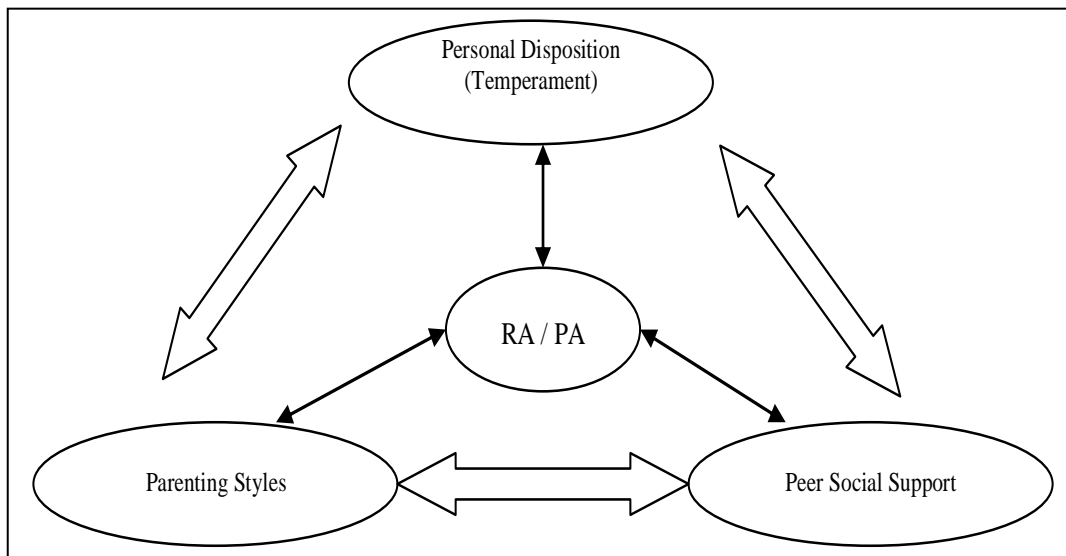 Personal Disposition
(Temperament)
RA / PA
Parenting Styles
Peer Social Support